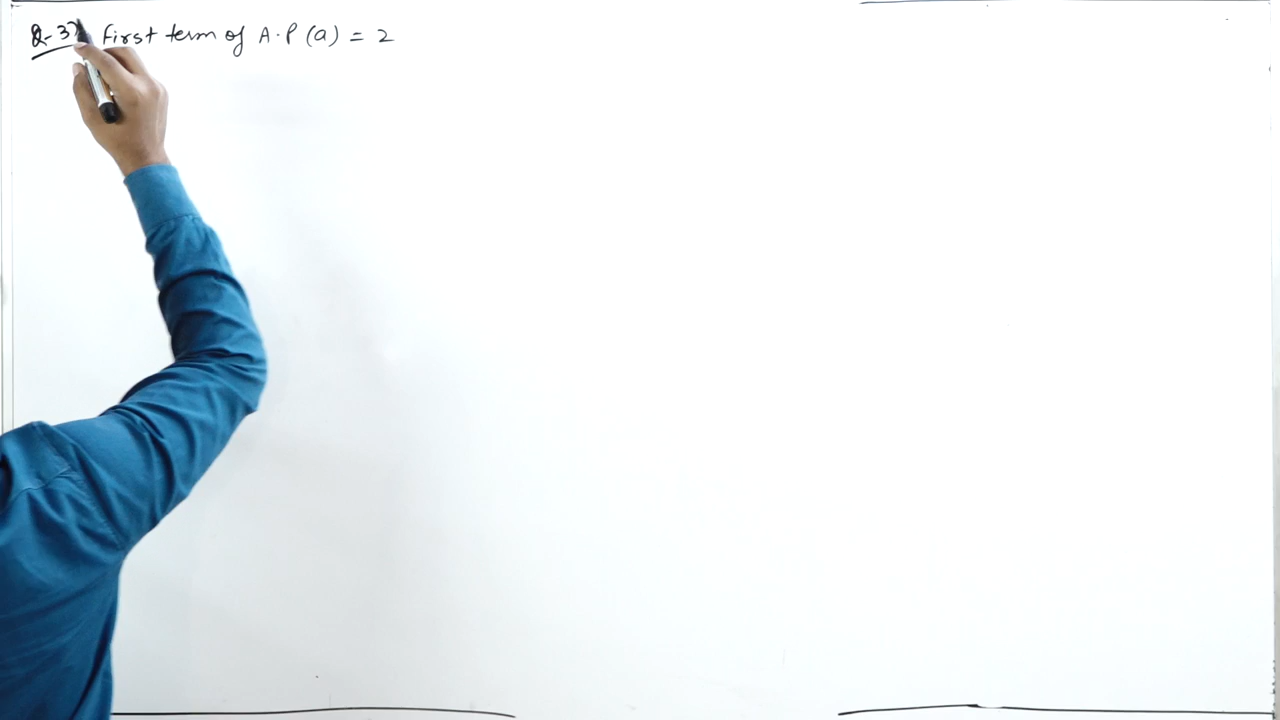 Q-3) First term of A.P (a) = 2